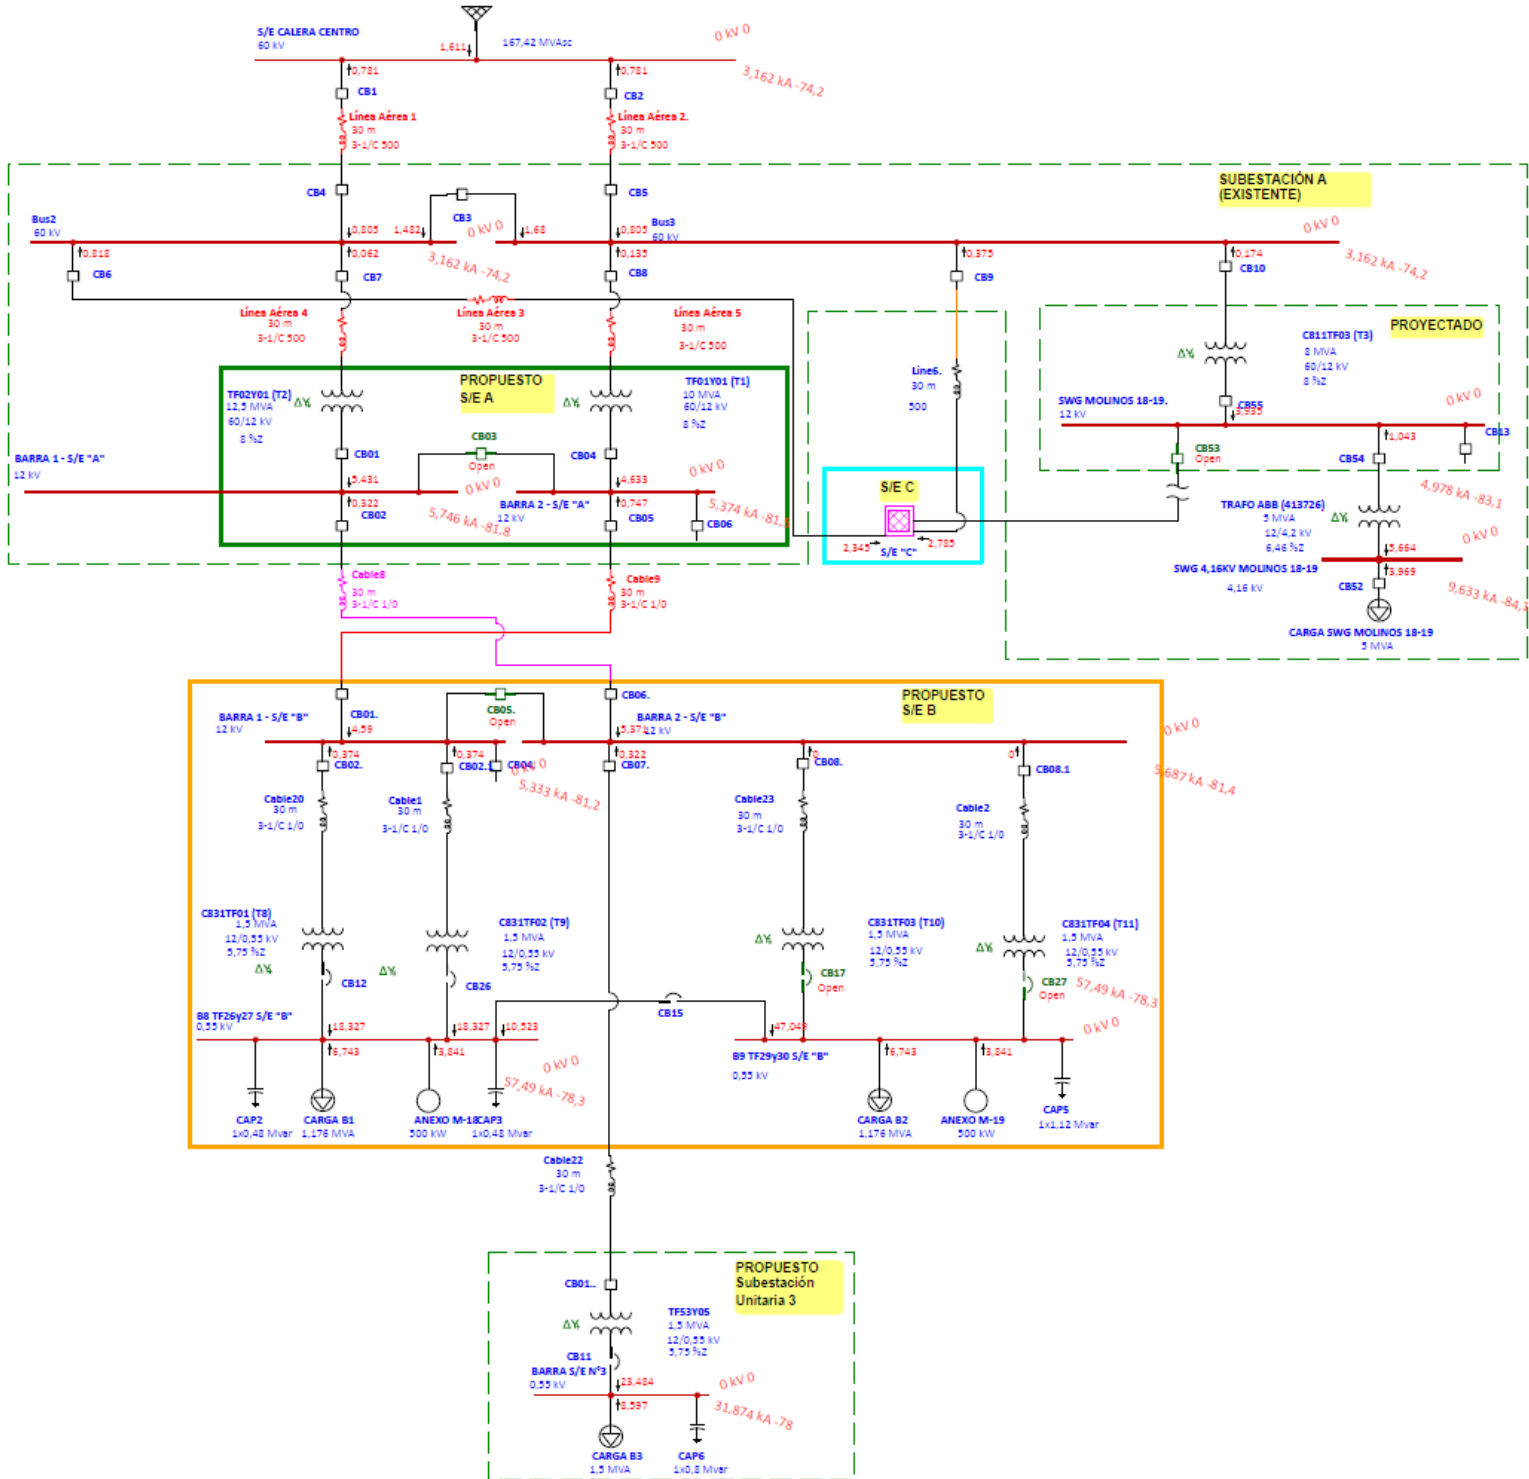 S/E CALERA CENTRO
60 kV
1,611
167,42 MVAsc
0 kV 0
3,162 kA -74,2
0,781
CB1
0,781
CB2
Línea Aérea 1
30 m
3-1/C 500
Línea Aérea 2.
30 m
3-1/C 500
SUBESTACIÓN A
(EXISTENTE)
CB4
CB5
CB3
Bus2
60 kV
0,805
1,482
0 kV 0
1,68
0,805
Bus3
60 kV
0 kV 0
0,818
0,062
3,162 kA -74,2
0,135
0,375
0,174
3,162 kA -74,2
CB6
CB7
CB8
CB9
CB10
Línea Aérea 4
30 m
3-1/C 500
Línea Aérea 3
30 m
3-1/C 500
Línea Aérea 5
30 m
3-1/C 500
PROYECTADO
C811TF03 (T3)
8 MVA
60/12 kV
8 %Z
PROPUESTO
S/E A
TF02Y01 (T2)
12,5 MVA
60/12 kV
8 %Z
TF01Y01 (T1)
10 MVA
60/12 kV
8 %Z
Line6.
30 m
500
SWG MOLINOS 18-19.
12 kV
CB55
3,935
0 kV 0
CB03
Open
CB01
CB04
CB53
Open
1,043
CB54
CB13
BARRA 1 - S/E "A"
12 kV
5,431
0 kV 0
4,633
0 kV 0
0,322
CB02
5,746 kA -81,8
BARRA 2 - S/E "A"
12 kV
0,747
CB05
CB06
S/E C
2,345
2,785
S/E "C"
4,978 kA -83,1
TRAFO ABB (413726)
5 MVA
12/4,2 kV
6,46 %Z
0 kV 0
5,664
SWG 4,16KV MOLINOS 18-19
4,16 kV
3,969
CB52
CARGA SWG MOLINOS 18-19
5 MVA
Cable8
30 m
3-1/C 1/0
Cable9
30 m
3-1/C 1/0
PROPUESTO
S/E B
CB01.
CB05.
Open
CB06.
BARRA 1 - S/E "B"
12 kV
4,59
5,371
BARRA 2 - S/E "B"
12 kV
0 kV 0
0,374
CB02.
0,374
CB02.1
CB04
5,333 kA -81,2
0,322
CB07.
0
CB08.
0
CB08.1
5,687 kA -81,4
Cable20
30 m
3-1/C 1/0
Cable1
30 m
3-1/C 1/0
Cable23
30 m
3-1/C 1/0
Cable2
30 m
3-1/C 1/0
C831TF01 (T8)
1,5 MVA
12/0,55 kV
5,75 %Z
C831TF02 (T9)
1,5 MVA
12/0,55 kV
5,75 %Z
C831TF03 (T10)
1,5 MVA
12/0,55 kV
5,75 %Z
C831TF04 (T11)
1,5 MVA
12/0,55 kV
5,75 %Z
CB12
CB26
CB17
Open
CB27
Open
57,49 kA -78,3
CB15
B8 TF26y27 S/E "B"
0,55 kV
18,327
18,327
10,523
47,049
0 kV 0
6,743
3,841
0 kV 0
57,49 kA -78,3
B9 TF29y30 S/E "B"
0,55 kV
6,743
3,841
CAP2
1x0,48 Mvar
CARGA B1
1,176 MVA
ANEXO M-18
500 kW
CAP3
1x0,48 Mvar
CARGA B2
1,176 MVA
ANEXO M-19
500 kW
CAP5
1x1,12 Mvar
Cable22
30 m
3-1/C 1/0
PROPUESTO
Subestación
Unitaria 3
CB01..
TF53Y05
1,5 MVA
12/0,55 kV
5,75 %Z
CB11
BARRA S/E N°3
0,55 kV
23,484
0 kV 0
8,597
31,874 kA -78
CARGA B3
1,5 MVA
CAP6
1x0,8 Mvar